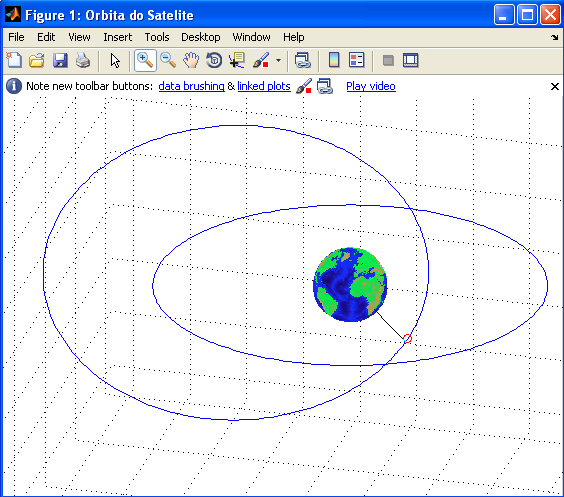 Figure 1: Orbita do Satelite
File Edit View Insert Tools Desktop Window Help
Note new toolbar buttons: data brushing & linked plots Play video